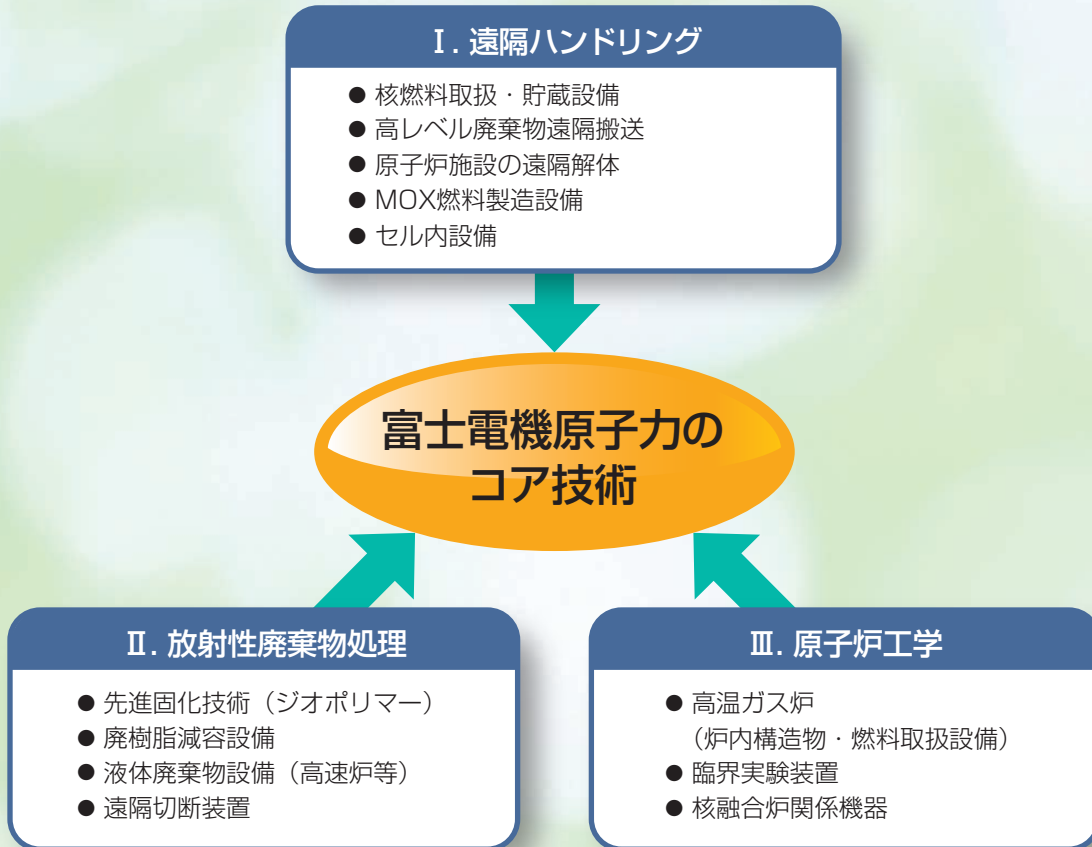 Ⅰ. 遠隔ハンドリング
● 核燃料取扱・貯蔵設備
● 高レベル廃棄物遠隔搬送
● 原子炉施設の遠隔解体
● MOX燃料製造設備
● セル内設備
富士電機原子力の
コア技術
Ⅱ. 放射性廃棄物処理
● 先進固化技術（ジオポリマー）
● 廃樹脂減容設備
● 液体廃棄物設備（高速炉等）
● 遠隔切断装置
Ⅲ. 原子炉工学
● 高温ガス炉
（炉内構造物・燃料取扱設備）
● 臨界実験装置
● 核融合炉関係機器